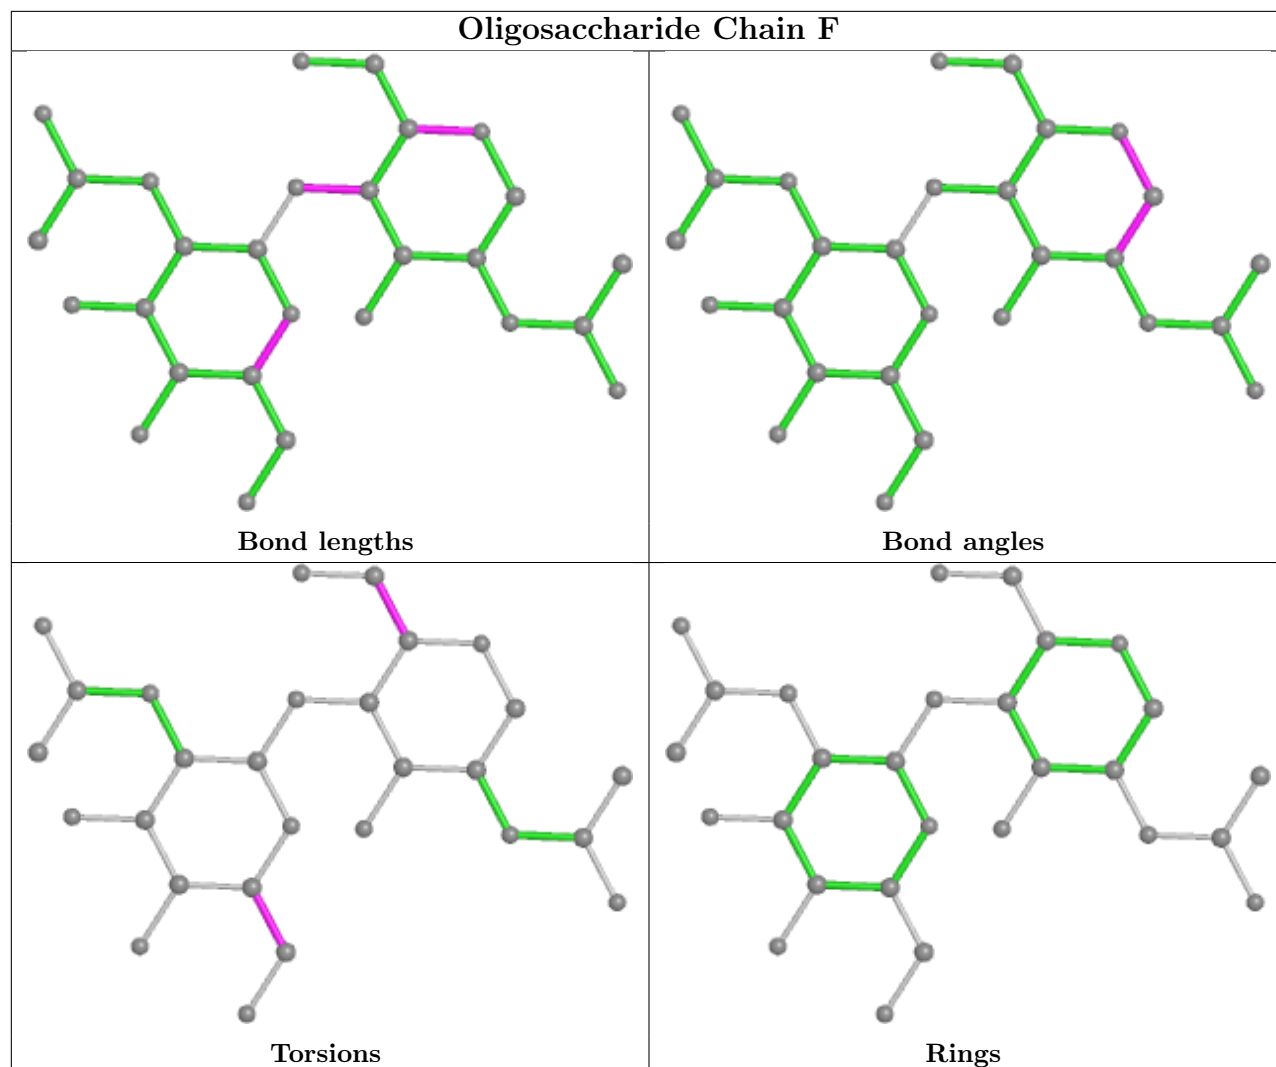 Oligosaccharide Chain F
Bond lengths
Bond angles
Torsions
Rings